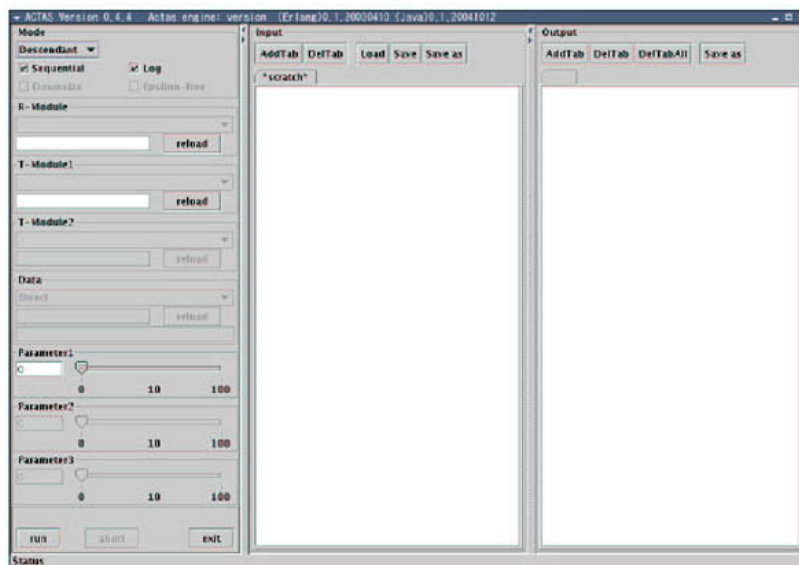 ACTAS Version 0.4.4 Actas engine: version (Erlang)0.1.20030410 (Java)0.1.20041012
Mode
Descendant
Sequential Log
Downsize Epsilon-free
R-Module
reload
T-Module1
reload
T-Module2
reload
Data
Direct
reload
Parameter1
0
0 10 100
Parameter2
0
0 10 100
Parameter3
0
0 10 100
run abort exit
Status
Input
AddTab DelTab Load Save Save as
*scratch*
Output
AddTab DelTab DelTabAll Save as